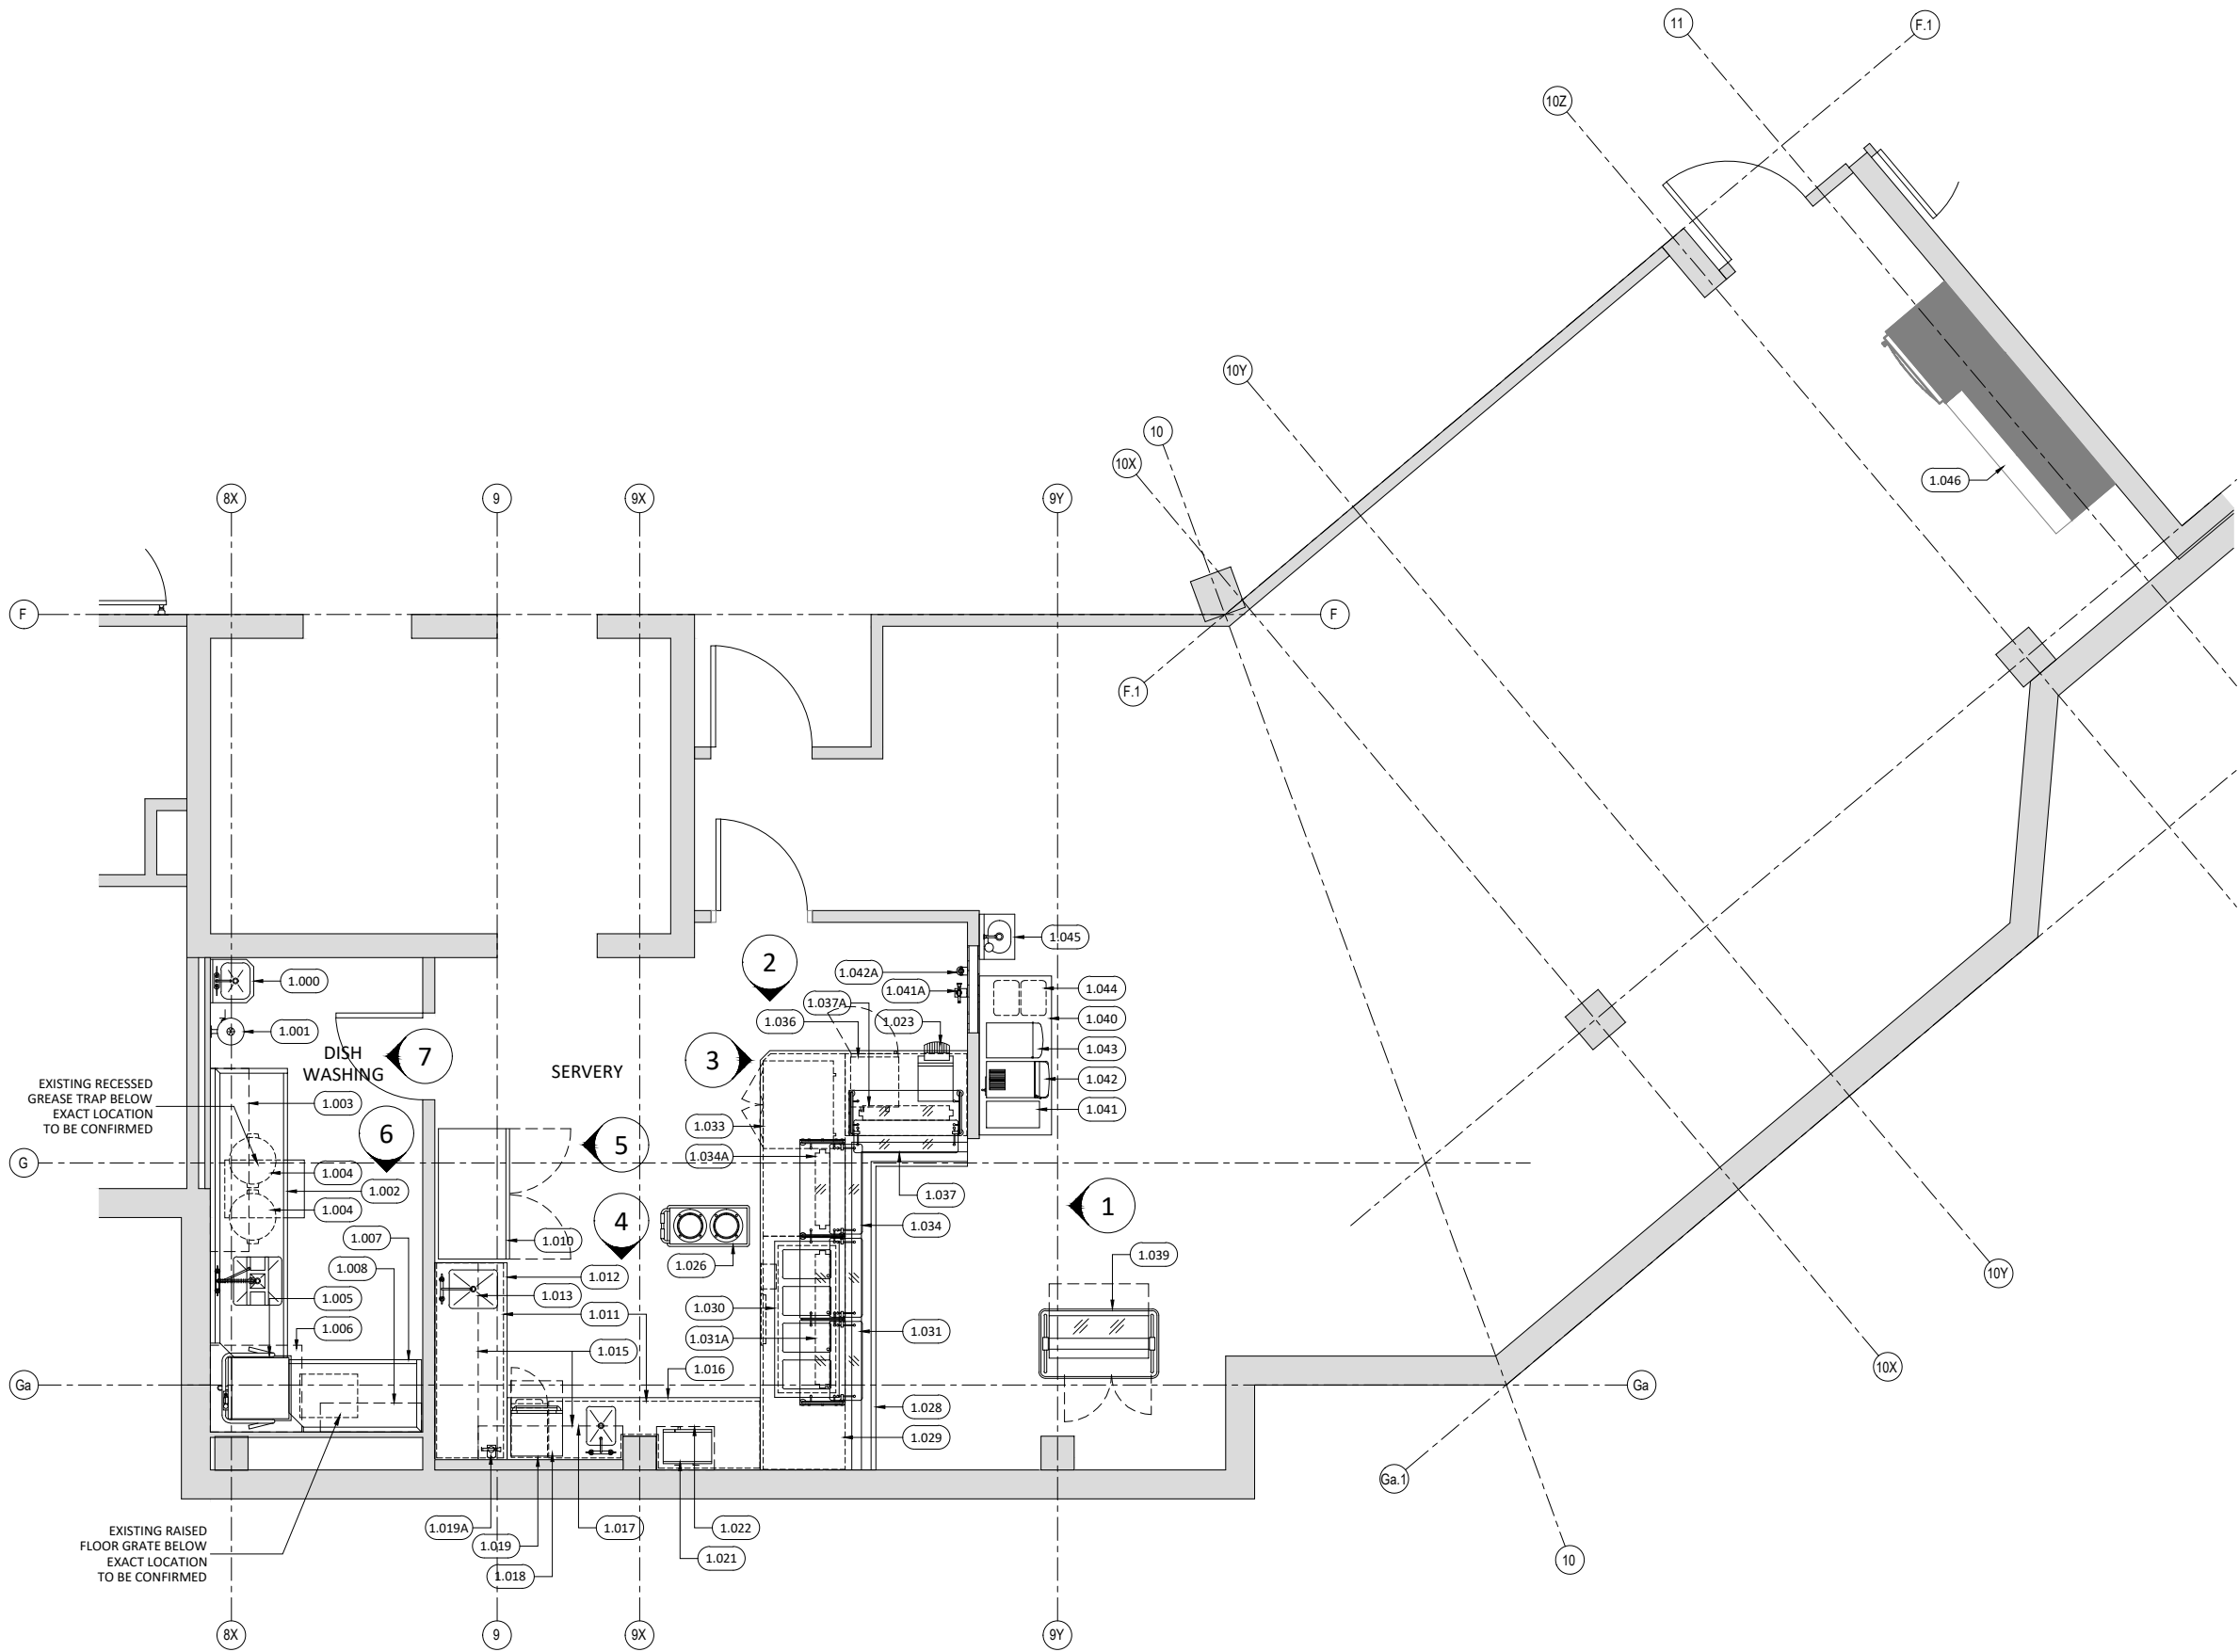 11
F.1
10Z
10Y
10
10X
1.046
8X
9
9X
9Y
F
F
F.1
1.045
2
1.042A
1.000
1.041A
1.044
1.037A
1.040
1.036
1.023
1.001
1.043
DISH
WASHING
7
3
SERVERY
1.042
EXISTING RECESSED
GREASE TRAP BELOW
EXACT LOCATION
TO BE CONFIRMED
1.003
1.041
1.033
6
5
1.034A
G
1.004
1.002
1.037
1.004
1
4
1.034
1.007
1.010
1.039
1.008
1.026
1.012
10Y
1.005
1.013
1.030
1.011
1.006
1.031A
1.031
1.015
1.016
10X
Ga
Ga
1.028
1.029
Ga.1
EXISTING RAISED
FLOOR GRATE BELOW
EXACT LOCATION
TO BE CONFIRMED
1.019A
1.017
1.022
1.019
1.021
1.018
10
8X
9
9X
9Y